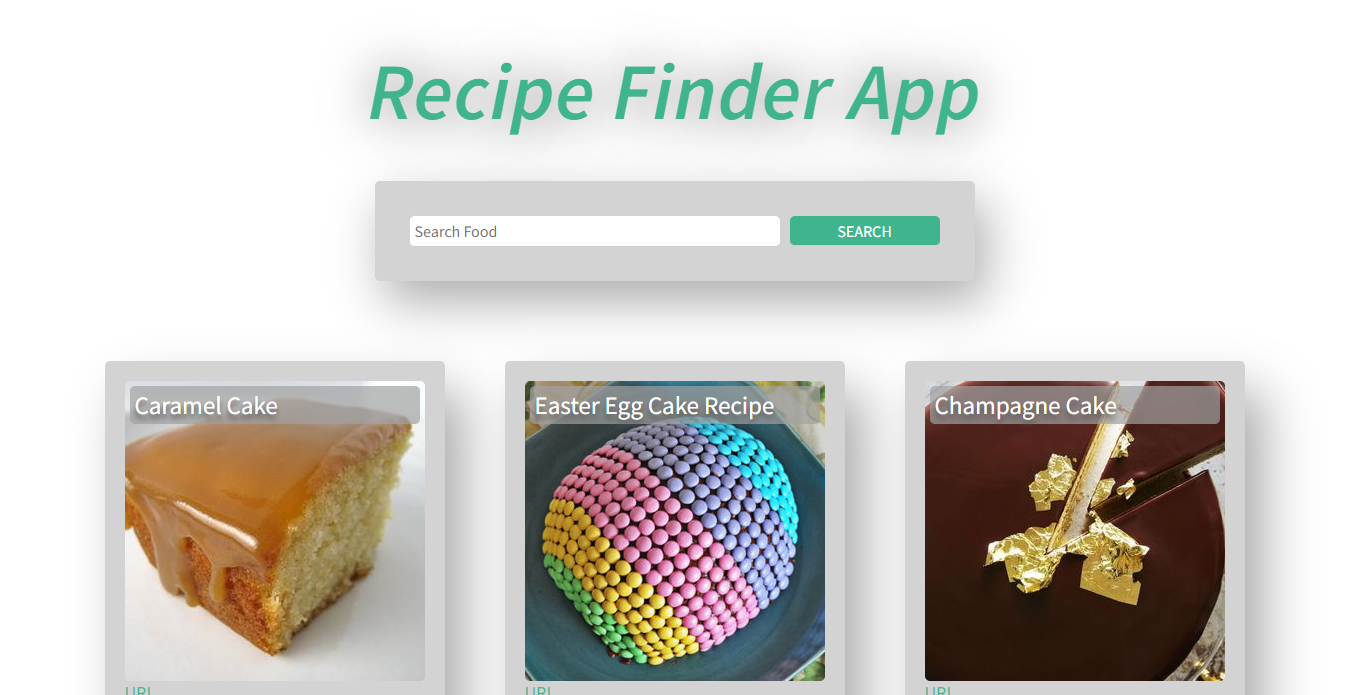 Recipe Finder App
Search Food
SEARCH
Caramel Cake
Easter Egg Cake Recipe
Champagne Cake
URL
URL
URL